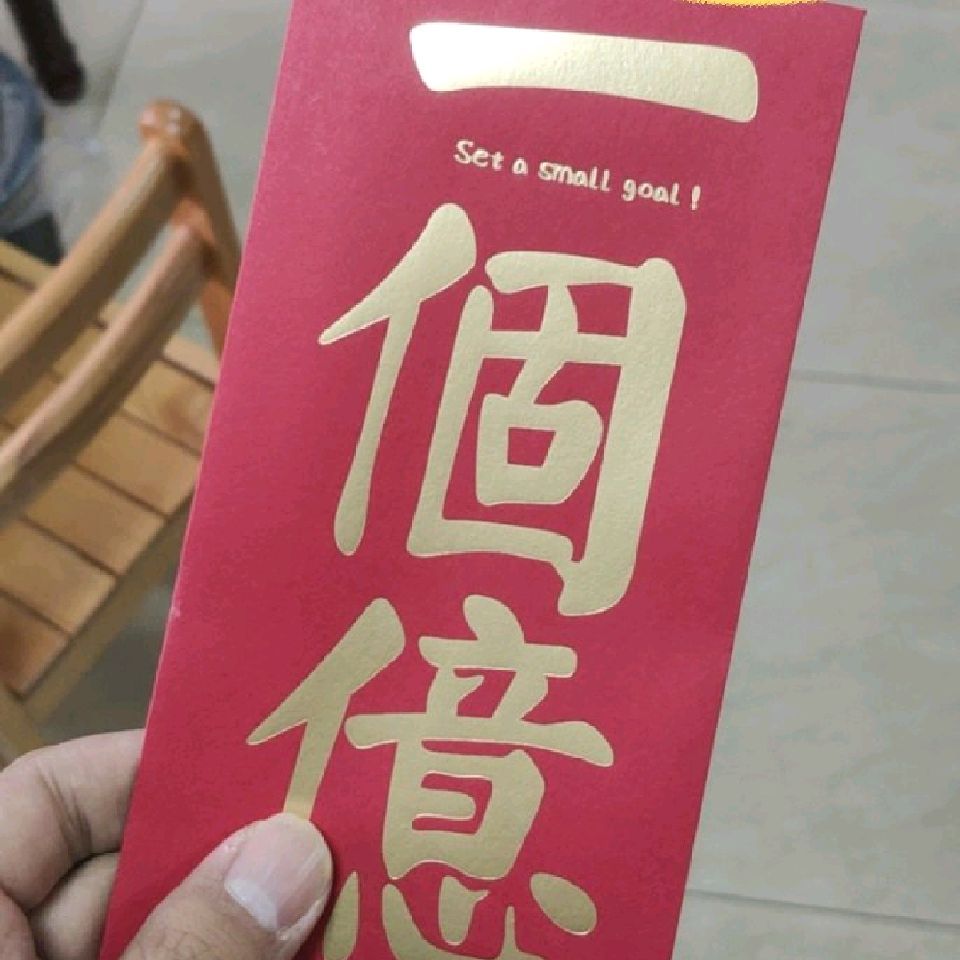 一
Set a small goal!
個
億